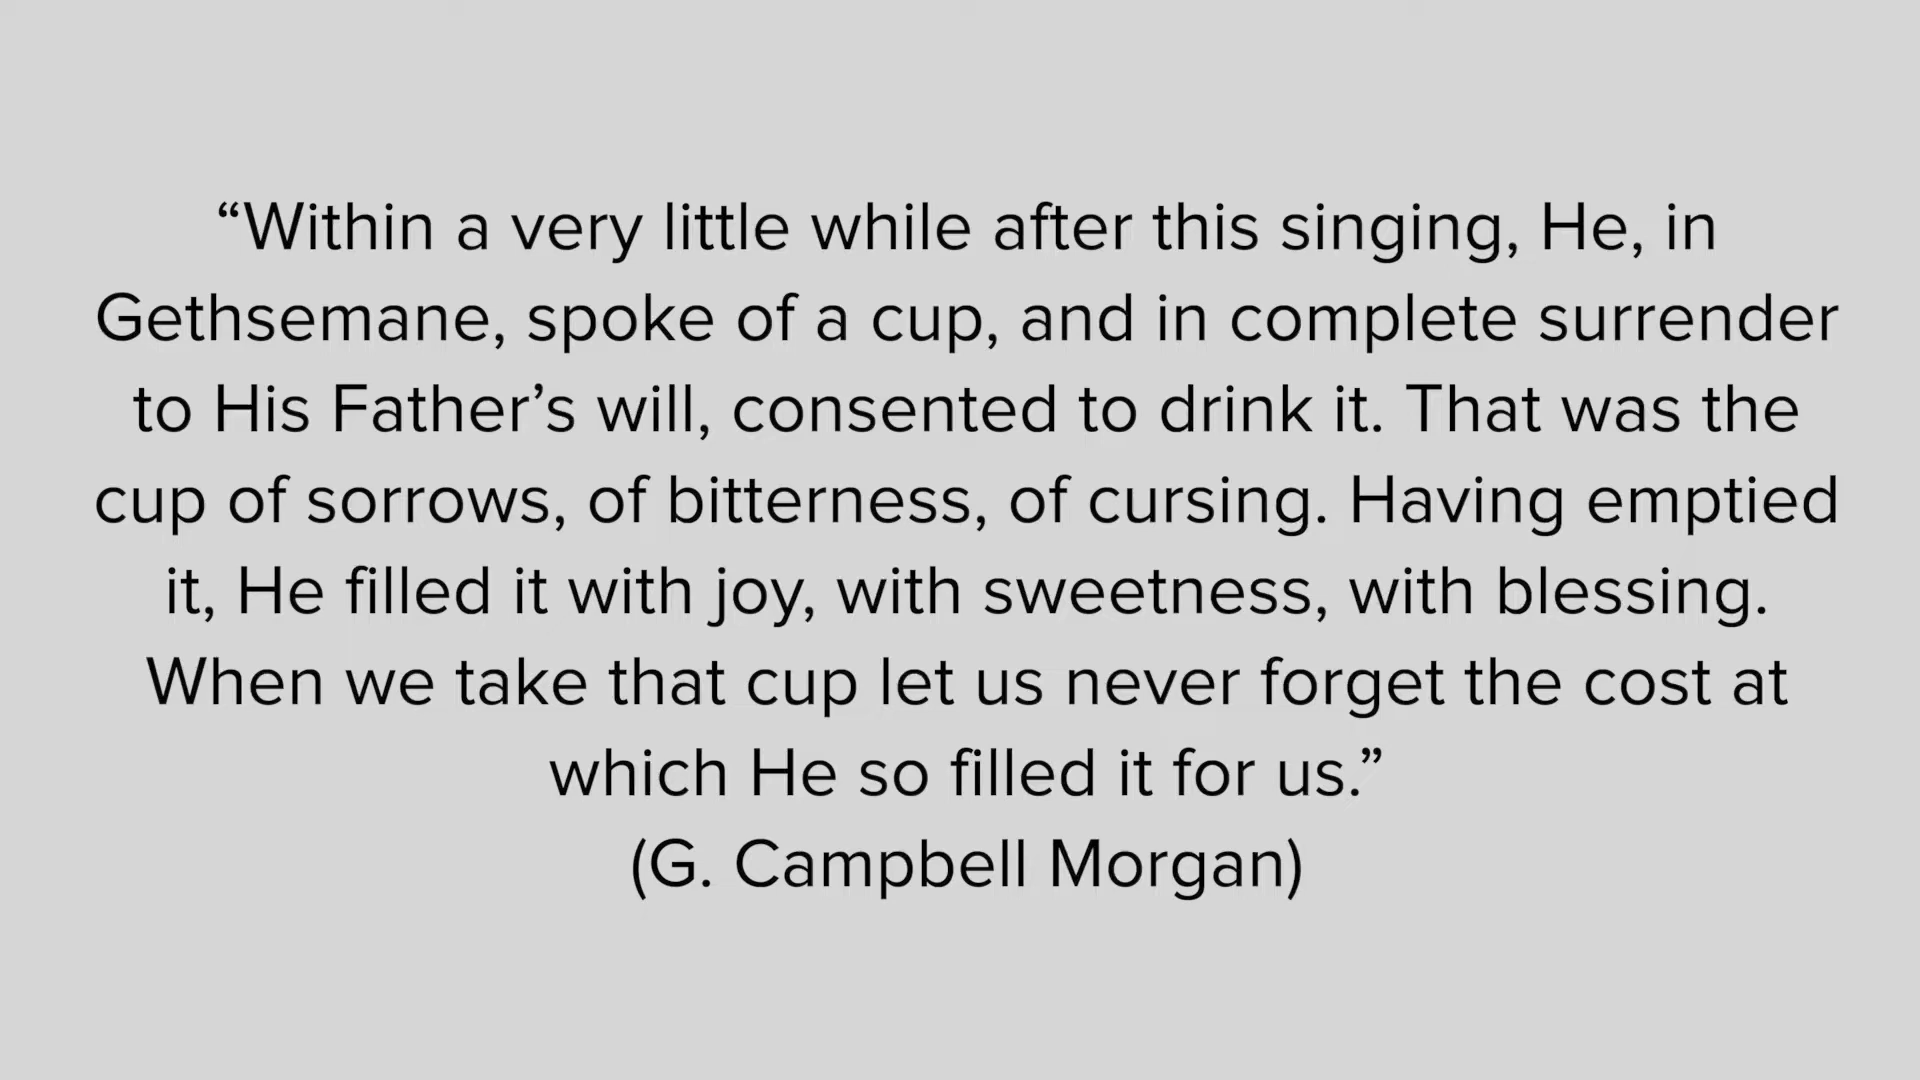 “Within a very little while after this singing, He, in
Gethsemane, spoke of a cup, and in complete surrender
to His Father’s will, consented to drink it. That was the
cup of sorrows, of bitterness, of cursing. Having emptied
it, He filled it with joy, with sweetness, with blessing.
When we take that cup let us never forget the cost at
which He so filled it for us.”
(G. Campbell Morgan)